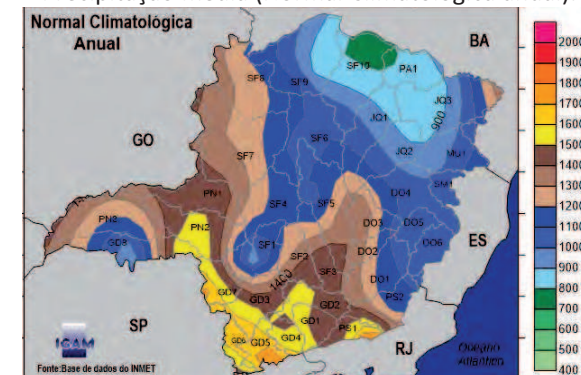 Normal Climatológica
Anual
BA
GO
ES
SP
RJ
Oceano
Atlântico
IGAM
Fonte:Base de dados do INMET
SF10
PA1
SF8
SF9
JQ3
900
JQ1
JQ2
MU1
SF6
SF7
SM1
PN1
DO4
SF4
SF5
PN3
PN2
DO3
DO5
GD8
SF1
DO6
SF2
DO2
1400
SF3
DO1
GD7
GD3
GD2
PS2
GD1
PS1
GD6
GD5
GD4
2000
1900
1800
1700
1600
1500
1400
1300
1200
1100
1000
900
800
700
600
500
400